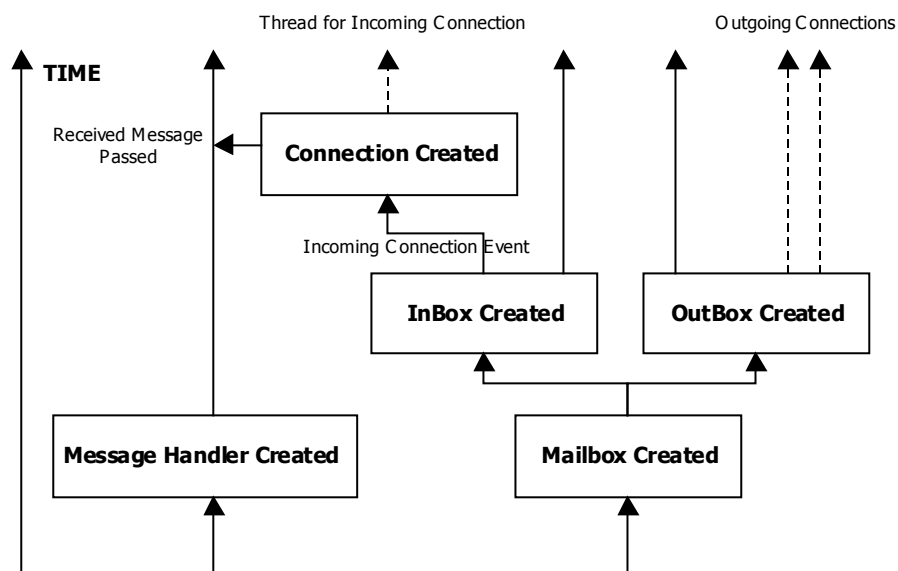 Thread for Incoming Connection
Outgoing Connections
TIME
Received Message
Passed
Connection Created
Incoming Connection Event
InBox Created
OutBox Created
Message Handler Created
Mailbox Created